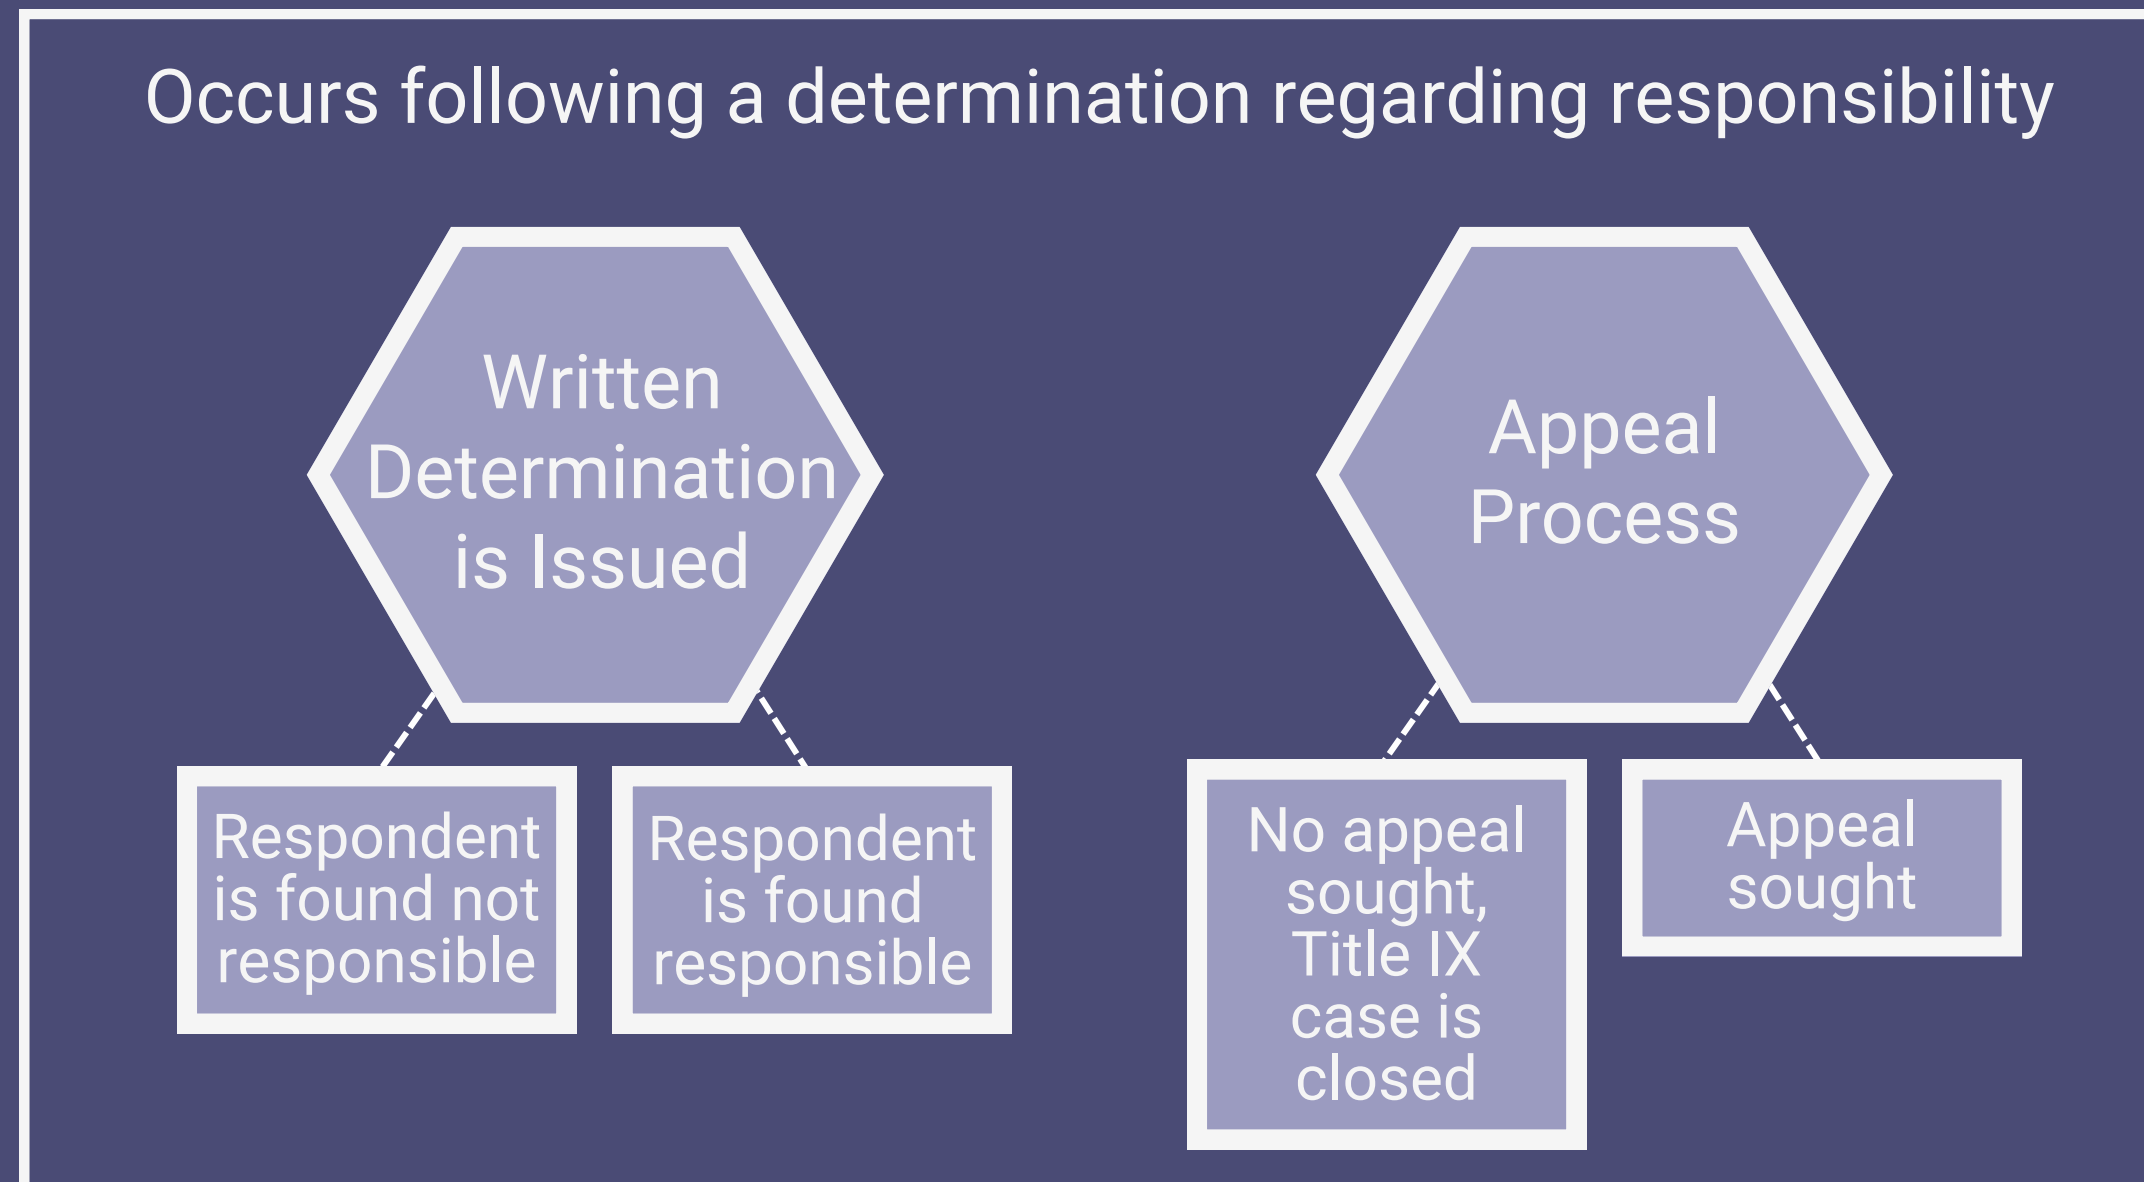 Occurs following a determination regarding responsibility
Written
Determination
is Issued
Respondent
is found not
responsible
Respondent
is found
responsible
Appeal
Process
No appeal
sought,
Title IX
case is
closed
Appeal
sought